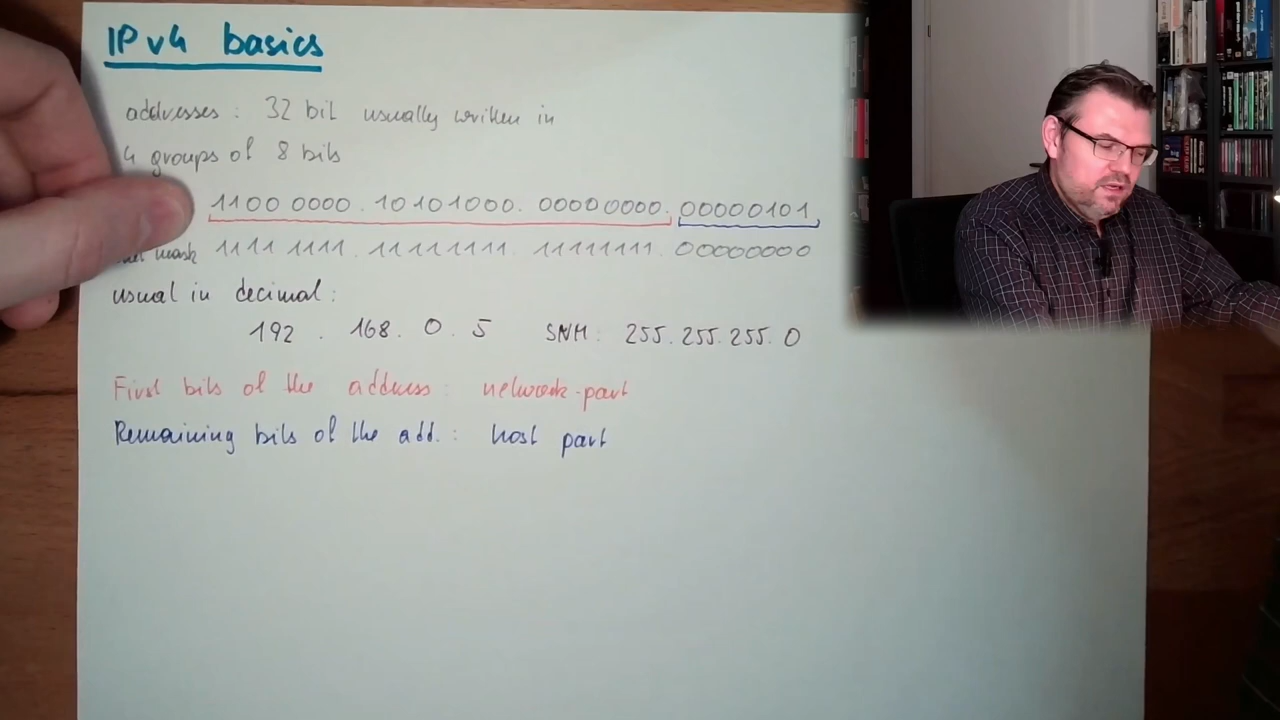 IPv4 basics
addresses: 32 bit usually written in
4 groups of 8 bits
1100 0000 . 10101000. 00000000. 00000101
mask 1111 1111 . 11111111. 11111111. 00000000
usual in decimal:
192 . 168. 0. 5 SNM: 255.255.255.0
First bits of the address: network-part
Remaining bits of the add.: host part